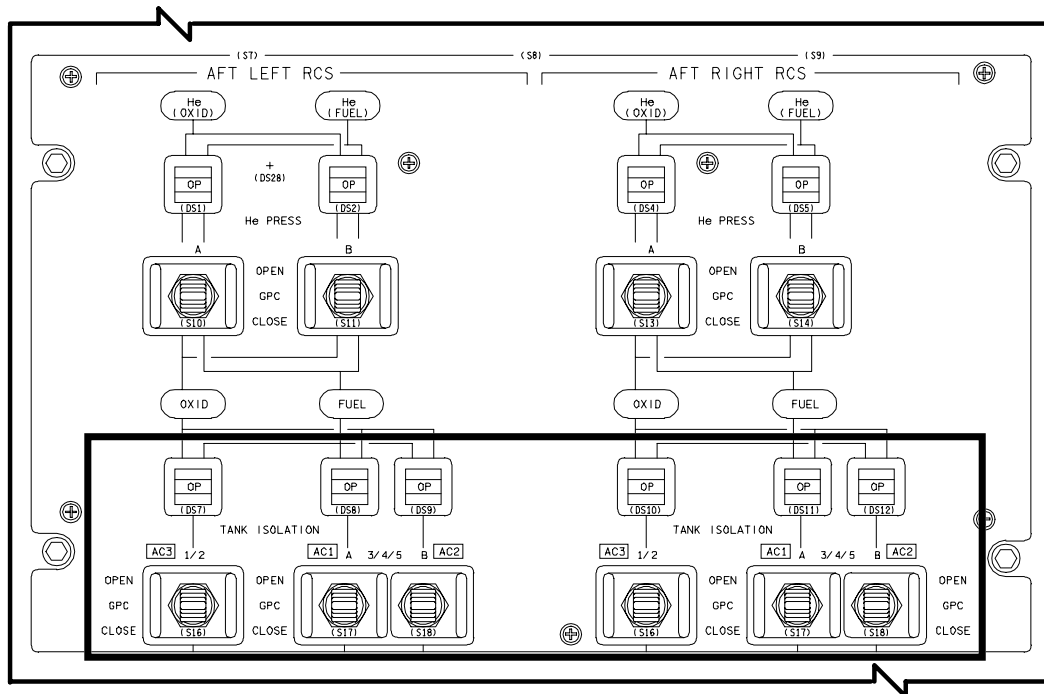 (S7) (S8) (S9)
AFT LEFT RCS AFT RIGHT RCS
He He He He
(OXID) (FUEL) (OXID) (FUEL)
+
(DS28)
OP OP OP OP
(DS1) (DS2) (DS4) (DS5)
He PRESS He PRESS
A B A B
OPEN OPEN
GPC GPC
CLOSE CLOSE
(S10) (S11) (S13) (S14)
OXID FUEL OXID FUEL
OP OP OP OP OP OP
(DS7) (DS8) (DS9) (DS10) (DS11) (DS12)
TANK ISOLATION TANK ISOLATION
AC3 1/2 AC1 A 3/4/5 B AC2 AC3 1/2 AC1 A 3/4/5 B AC2
OPEN OPEN OPEN OPEN
GPC GPC GPC GPC
CLOSE CLOSE CLOSE CLOSE
(S16) (S17) (S18) (S16) (S17) (S18)